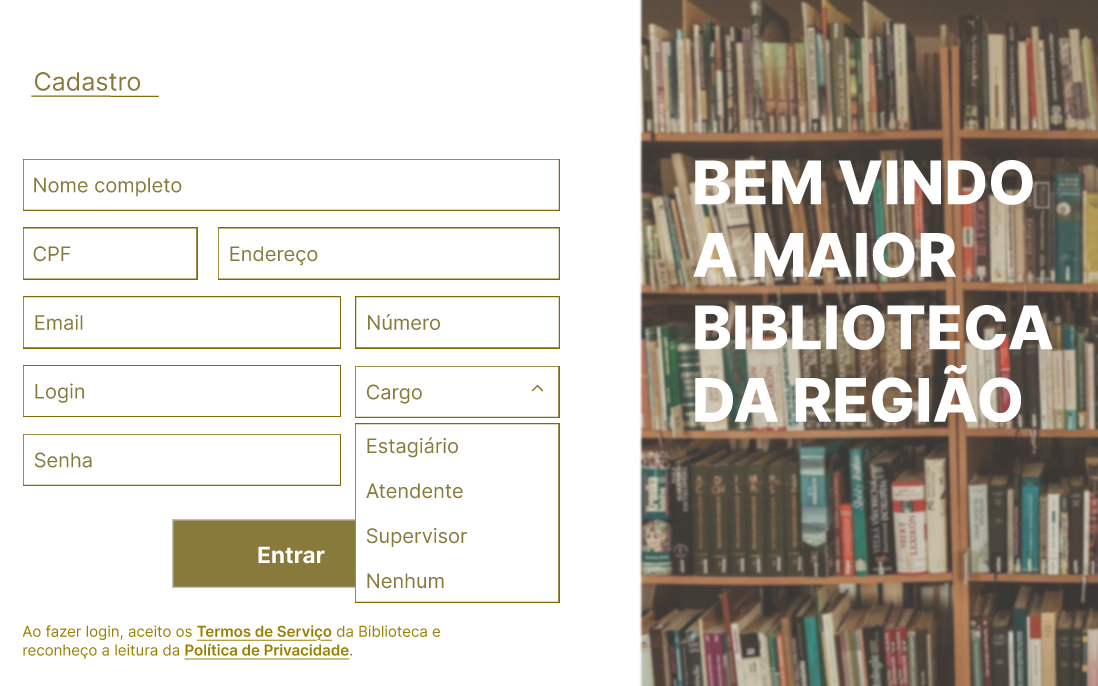 Cadastro
Nome completo
CPF
Endereço
Email
Número
Login
Cargo
Senha
Estagiário
Atendente
Supervisor
Nenhum
Entrar
Ao fazer login, aceito os Termos de Serviço da Biblioteca e
reconheço a leitura da Política de Privacidade.
BEM VINDO
A MAIOR
BIBLIOTECA
DA REGIÃO